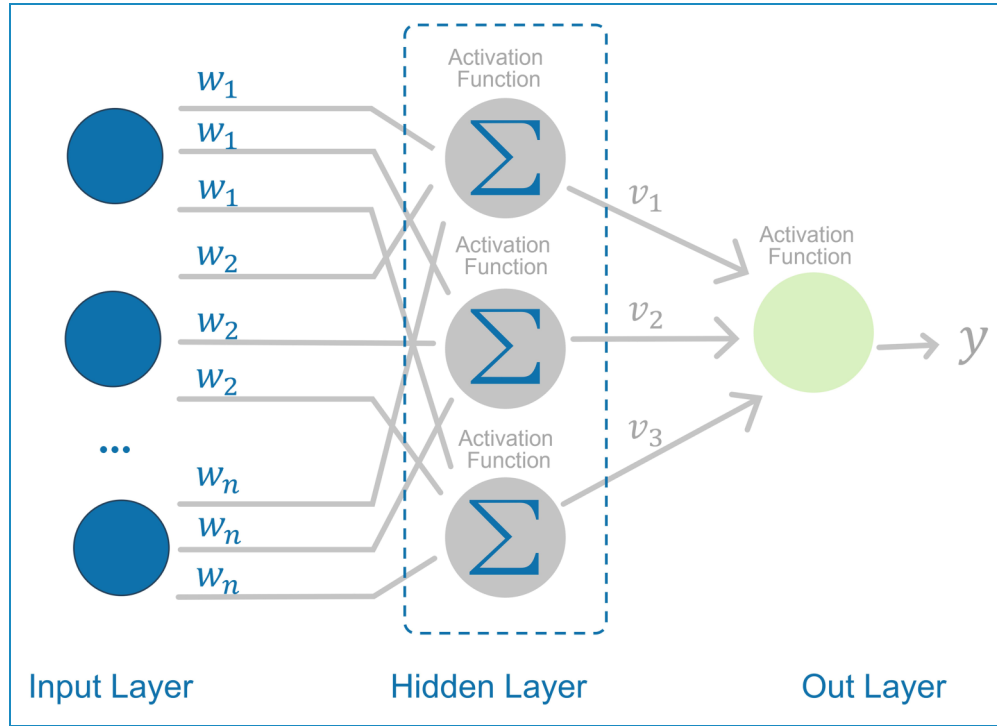 Activation
Function
w₁
w₁
w₁
w₂
w₂
w₂
...
wₙ
wₙ
wₙ
Σ
Activation
Function
Σ
Activation
Function
Σ
v₁
v₂
v₃
Activation
Function
y
Input Layer
Hidden Layer
Out Layer